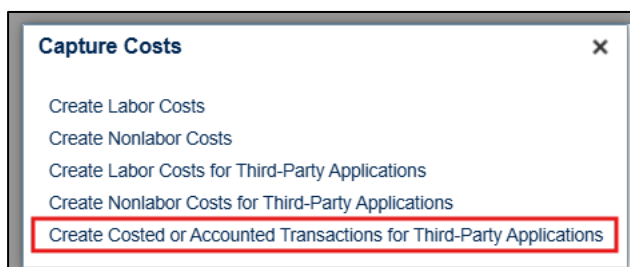 Capture Costs
Create Labor Costs
Create Nonlabor Costs
Create Labor Costs for Third-Party Applications
Create Nonlabor Costs for Third-Party Applications
Create Costed or Accounted Transactions for Third-Party Applications